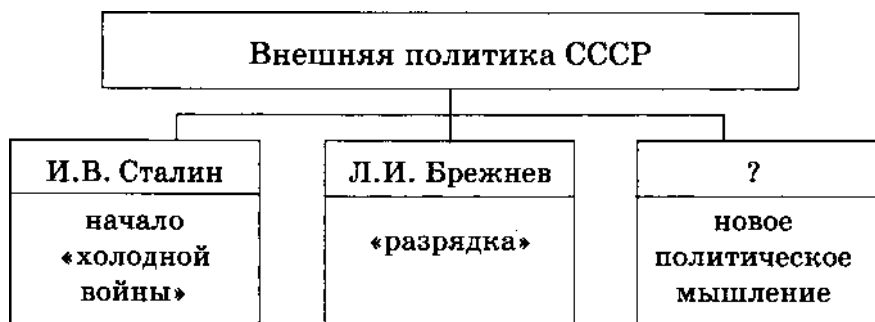 Внешняя политика СССР
И.В. Сталин
начало
«холодной
войны»
Л.И. Брежнев
«разрядка»
?
новое
политическое
мышление